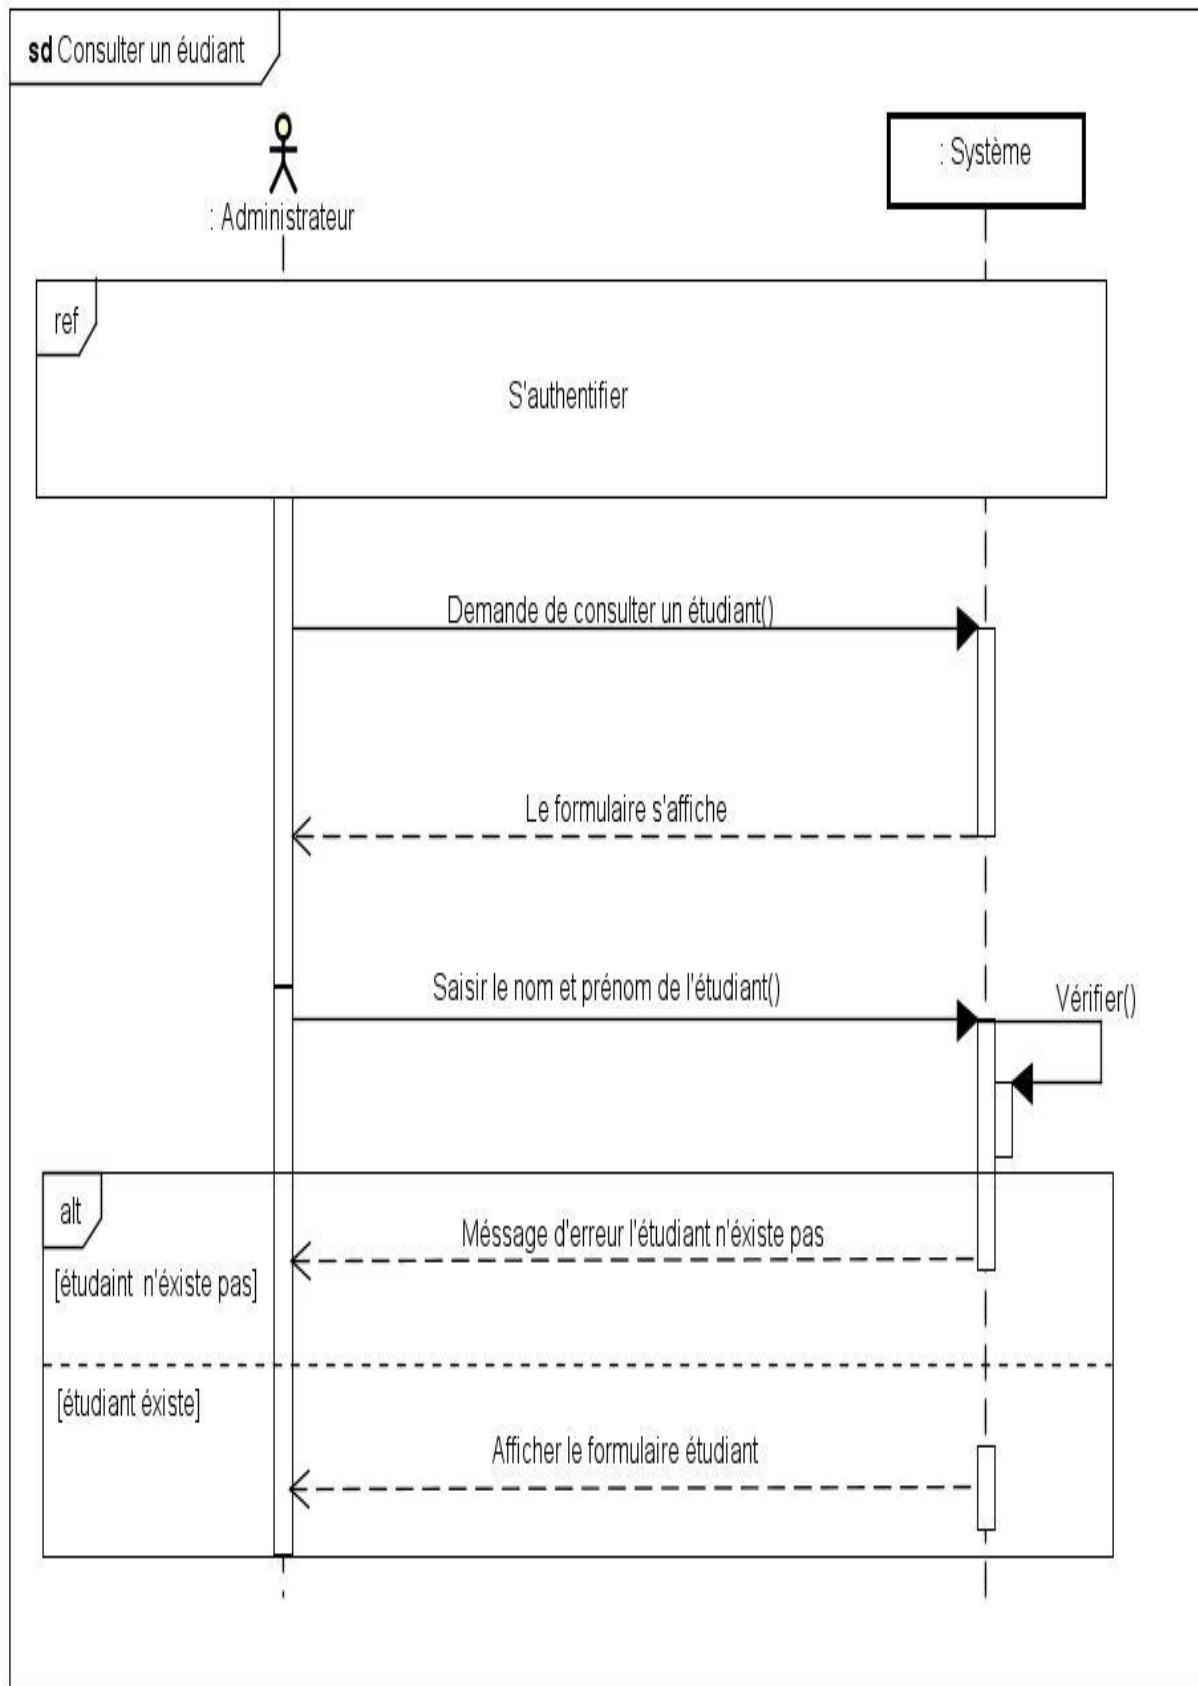 sd Consulter un éudiant
: Administrateur
: Système
ref
S'authentifier
Demande de consulter un étudiant()
Le formulaire s'affiche
Saisir le nom et prénom de l'étudiant()
Vérifier()
alt
Méssage d'erreur l'étudiant n'éxiste pas
[étudaint n'éxiste pas]
[étudiant éxiste]
Afficher le formulaire étudiant